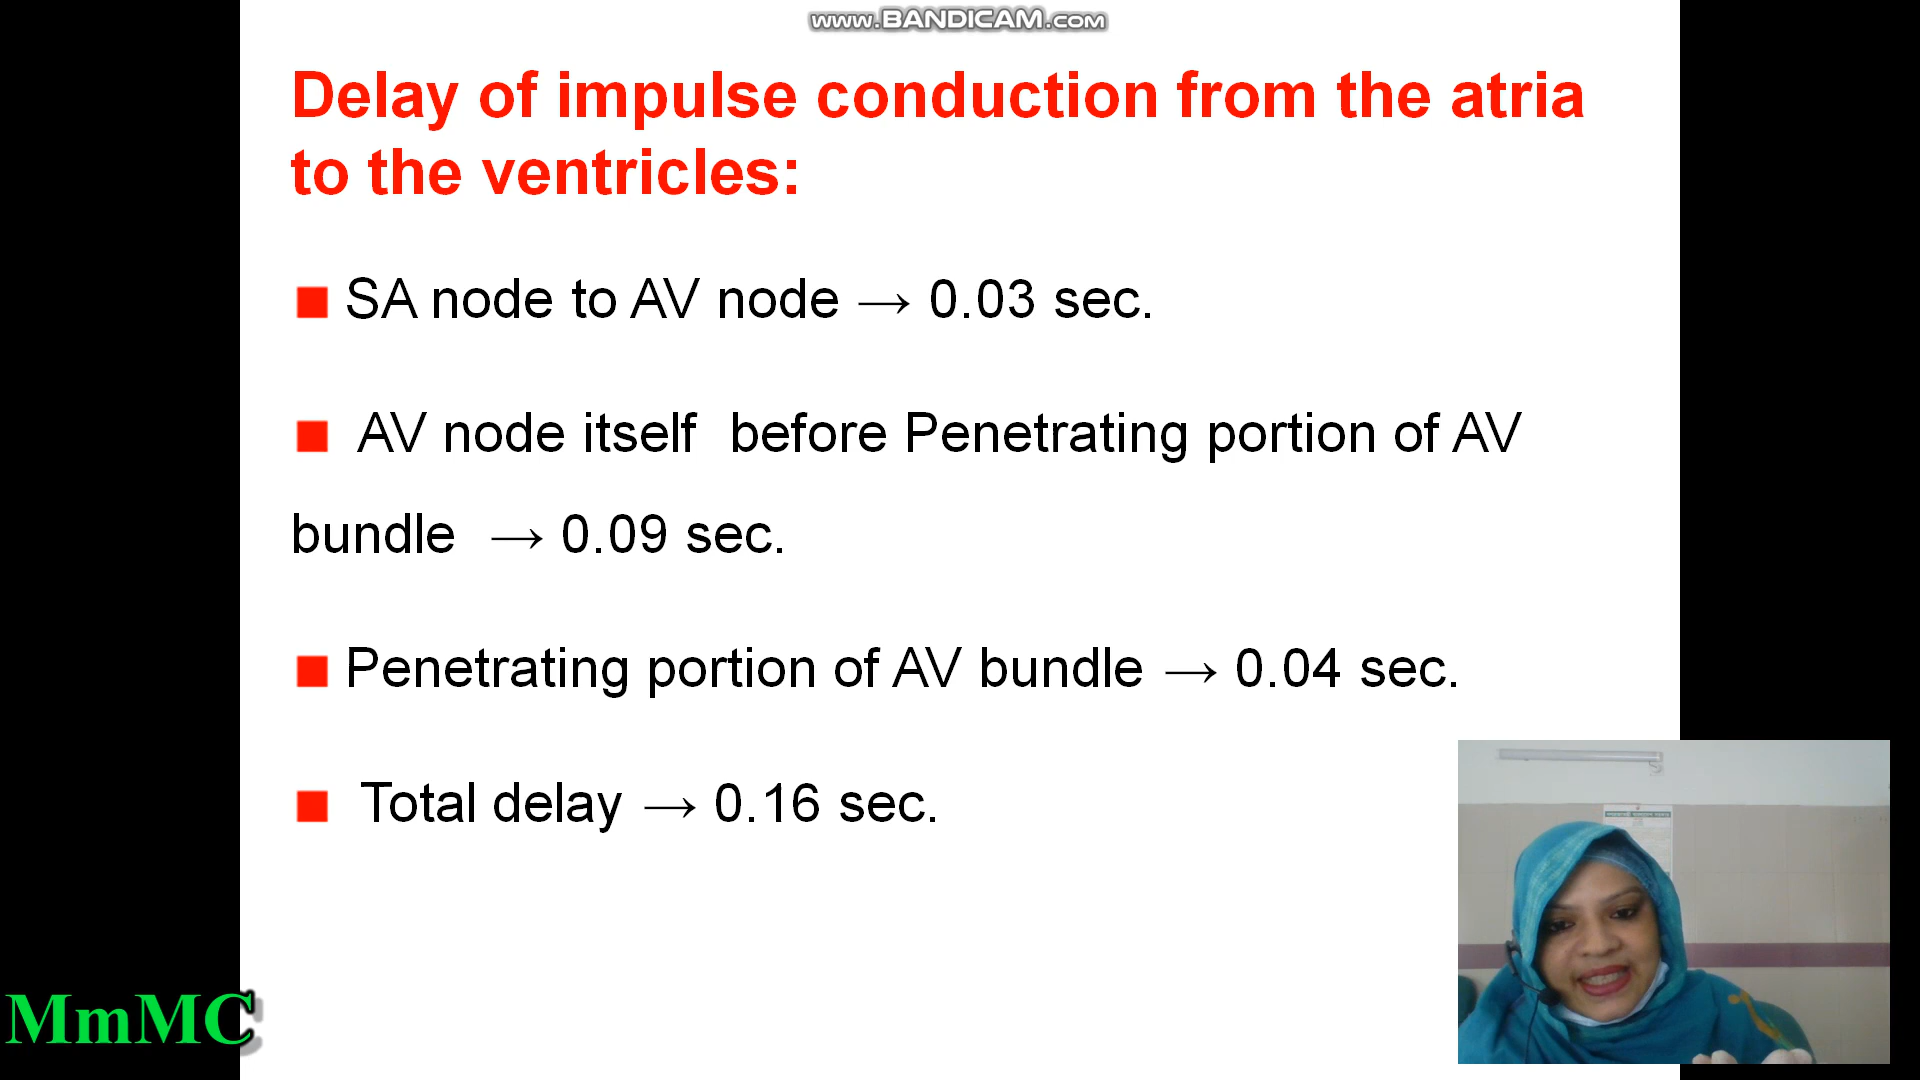 www.BANDICAM.com
Delay of impulse conduction from the atria
to the ventricles:
■ SA node to AV node → 0.03 sec.
■ AV node itself before Penetrating portion of AV
bundle → 0.09 sec.
■ Penetrating portion of AV bundle → 0.04 sec.
■ Total delay → 0.16 sec.
MmMC